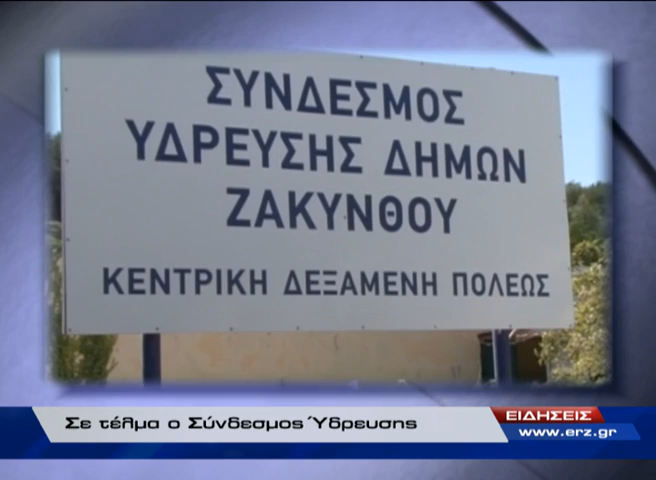 ΣΥΝΔΕΣΜΟΣ
ΥΔΡΕΥΣΗΣ ΔΗΜΩΝ
ΖΑΚΥΝΘΟΥ
ΚΕΝΤΡΙΚΗ ΔΕΞΑΜΕΝΗ ΠΟΛΕΩΣ
Σε τέλμα ο Σύνδεσμος Ύδρευσης
ΕΙΔΗΣΕΙΣ
www.erz.gr